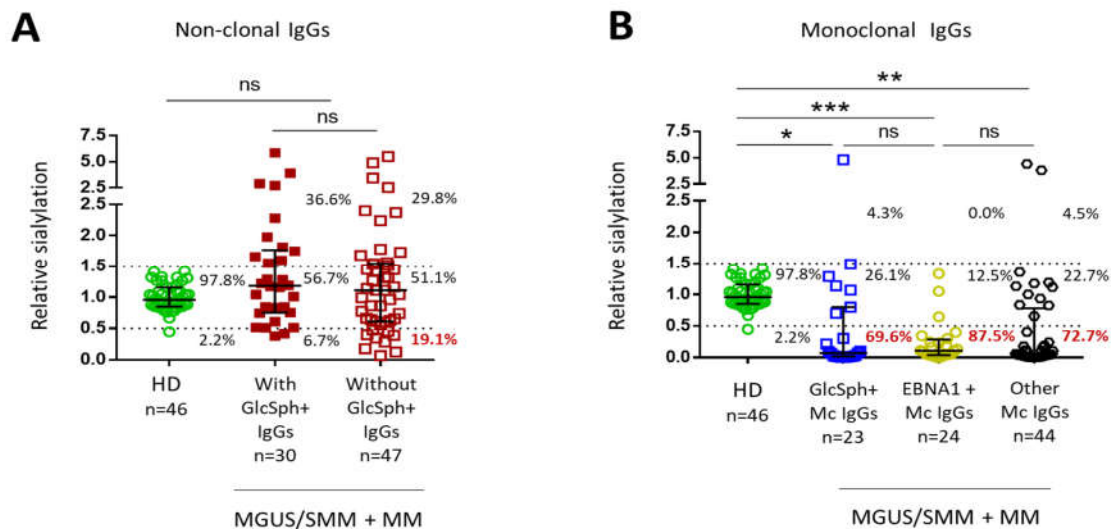 A
Non-clonal IgGs
ns
ns
Relative sialylation
7.5
5.0
2.5
2.5
2.0
1.5
1.0
0.5
0.0
36.6%
29.8%
97.8%
56.7%
51.1%
2.2%
6.7%
19.1%
HD
n=46
With
GlcSph+
IgGs
n=30
Without
GlcSph+
IgGs
n=47
MGUS/SMM + MM
B
Monoclonal IgGs
**
***
*
ns
ns
Relative sialylation
7.5
5.0
2.5
2.5
2.0
1.5
1.0
0.5
0.0
4.3%
0.0%
4.5%
97.8%
26.1%
12.5%
22.7%
2.2%
69.6%
87.5%
72.7%
HD
n=46
GlcSph+
Mc IgGs
n=23
EBNA1 +
Mc IgGs
n=24
Other
Mc IgGs
n=44
MGUS/SMM + MM